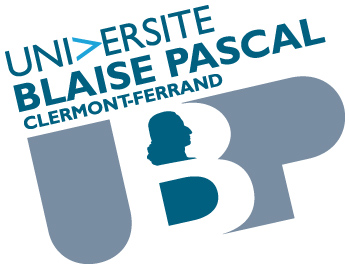 UNIVERSITE
BLAISE PASCAL
CLERMONT-FERRAND
UBP